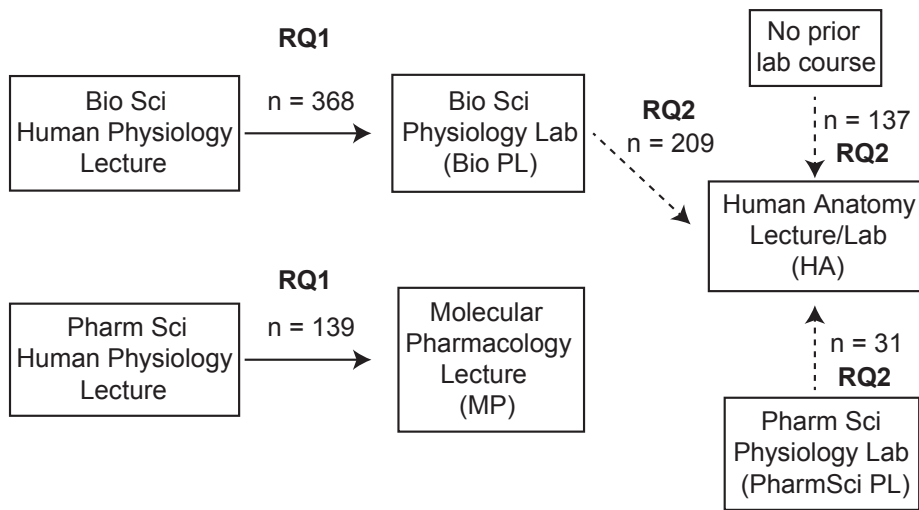 RQ1
n = 368
Bio Sci
Human Physiology
Lecture
Bio Sci
Physiology Lab
(Bio PL)
RQ2
n = 209
No prior
lab course
n = 137
RQ2
Human Anatomy
Lecture/Lab
(HA)
RQ1
n = 139
Pharm Sci
Human Physiology
Lecture
Molecular
Pharmacology
Lecture
(MP)
n = 31
RQ2
Pharm Sci
Physiology Lab
(PharmSci PL)